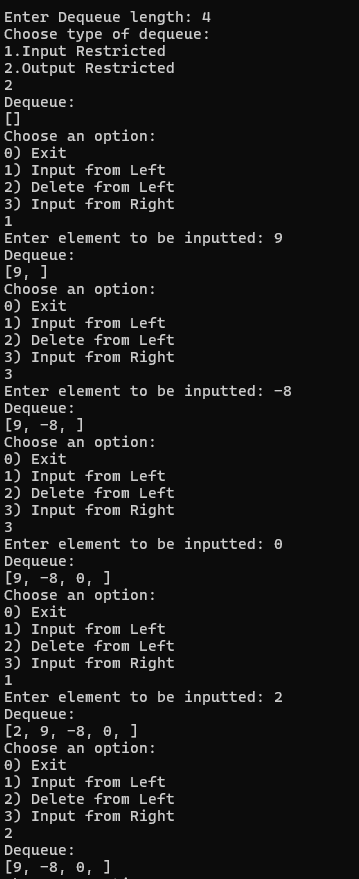 Enter Dequeue length: 4
Choose type of dequeue:
1.Input Restricted
2.Output Restricted
2
Dequeue:
[]
Choose an option:
0) Exit
1) Input from Left
2) Delete from Left
3) Input from Right
1
Enter element to be inputted: 9
Dequeue:
[9, ]
Choose an option:
0) Exit
1) Input from Left
2) Delete from Left
3) Input from Right
3
Enter element to be inputted: -8
Dequeue:
[9, -8, ]
Choose an option:
0) Exit
1) Input from Left
2) Delete from Left
3) Input from Right
3
Enter element to be inputted: 0
Dequeue:
[9, -8, 0, ]
Choose an option:
0) Exit
1) Input from Left
2) Delete from Left
3) Input from Right
1
Enter element to be inputted: 2
Dequeue:
[2, 9, -8, 0, ]
Choose an option:
0) Exit
1) Input from Left
2) Delete from Left
3) Input from Right
2
Dequeue:
[9, -8, 0, ]